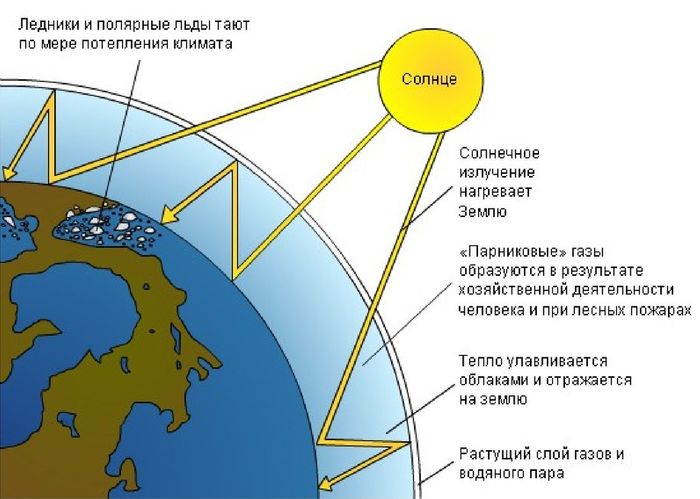 Ледники и полярные льды тают
по мере потепления климата
Солнце
Солнечное
излучение
нагревает
Землю
«Парниковые» газы
образуются в результате
хозяйственной деятельности
человека и при лесных пожарах
Тепло улавливается
облаками и отражается
на землю
Растущий слой газов и
водяного пара